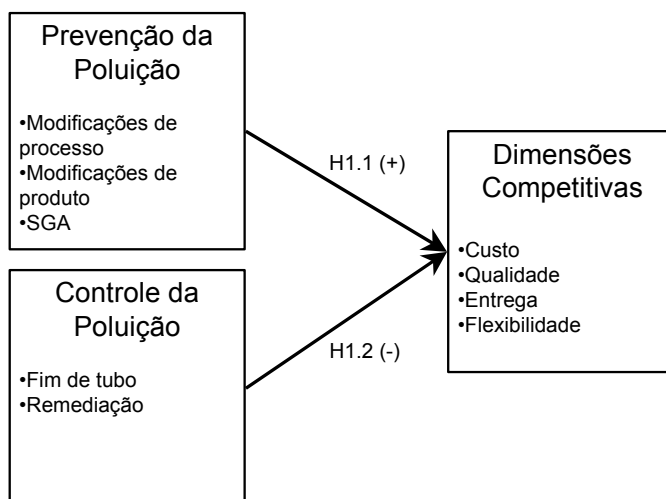 Prevenção da
Poluição
•Modificações de
processo
•Modificações de
produto
•SGA
H1.1 (+)
Dimensões
Competitivas
•Custo
•Qualidade
•Entrega
•Flexibilidade
Controle da
Poluição
•Fim de tubo
•Remediação
H1.2 (-)